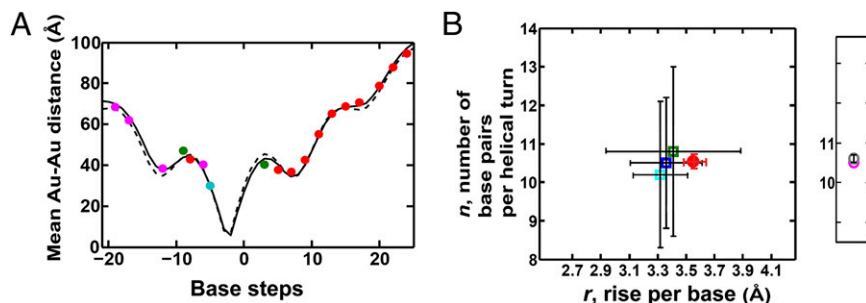 A
B
Mean Au-Au distance (Å)
100
80
60
40
20
0
−20 −10 0 10 20
Base steps
n, number of
base pairs
per helical turn
14
13
12
11
10
9
8
2.7 2.9 3.1 3.3 3.5 3.7 3.9 4.1
r, rise per base (Å)
11
10